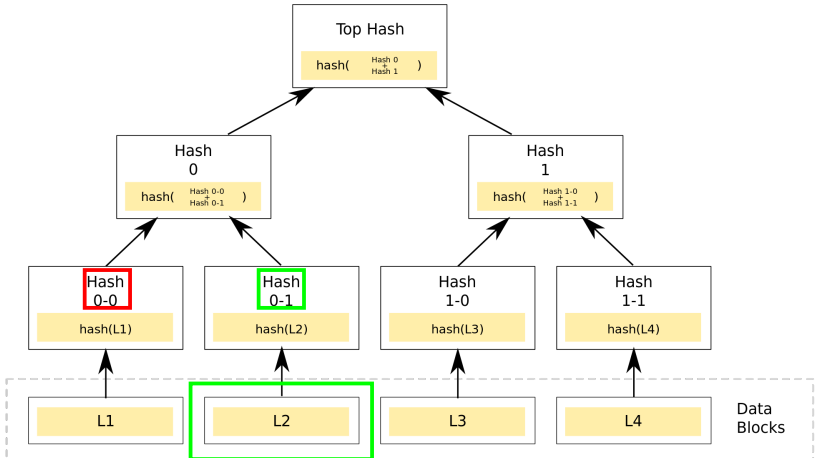 Top Hash
hash( Hash 0 + Hash 1 )
Hash
0
hash( Hash 0-0 + Hash 0-1 )
Hash
1
hash( Hash 1-0 + Hash 1-1 )
Hash
0-0
hash(L1)
Hash
0-1
hash(L2)
Hash
1-0
hash(L3)
Hash
1-1
hash(L4)
L1
L2
L3
L4
Data
Blocks